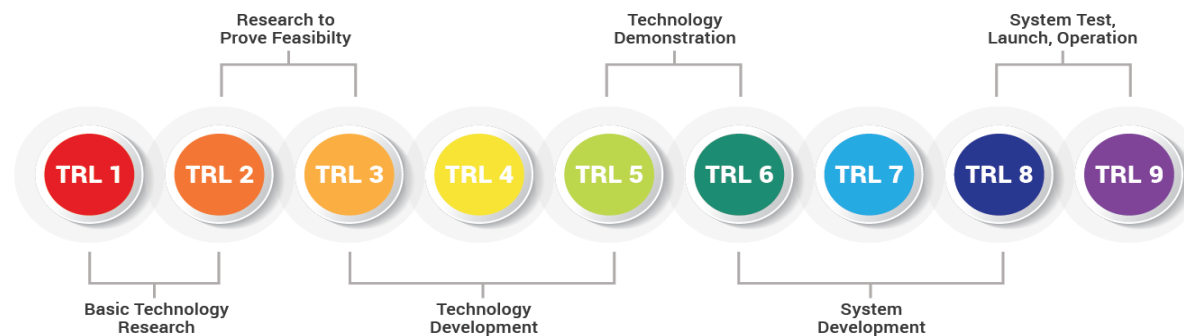 Research to
Prove Feasibilty
Technology
Demonstration
System Test,
Launch, Operation
TRL 1
TRL 2
TRL 3
TRL 4
TRL 5
TRL 6
TRL 7
TRL 8
TRL 9
Basic Technology
Research
Technology
Development
System
Development